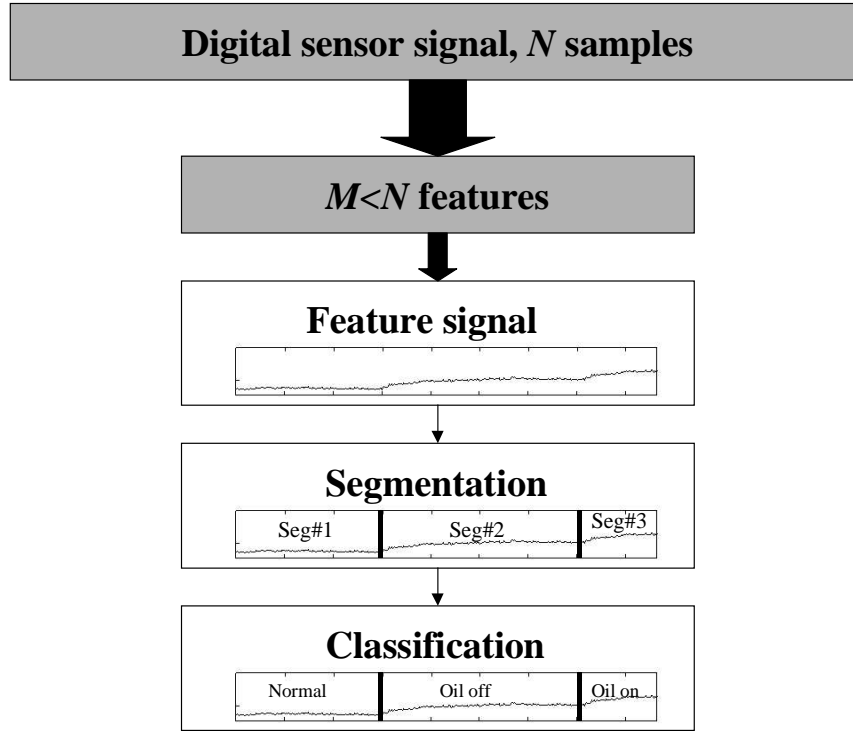 Digital sensor signal, N samples
M<N features
Feature signal
Segmentation
Seg#1 Seg#2 Seg#3
Classification
Normal Oil off Oil on